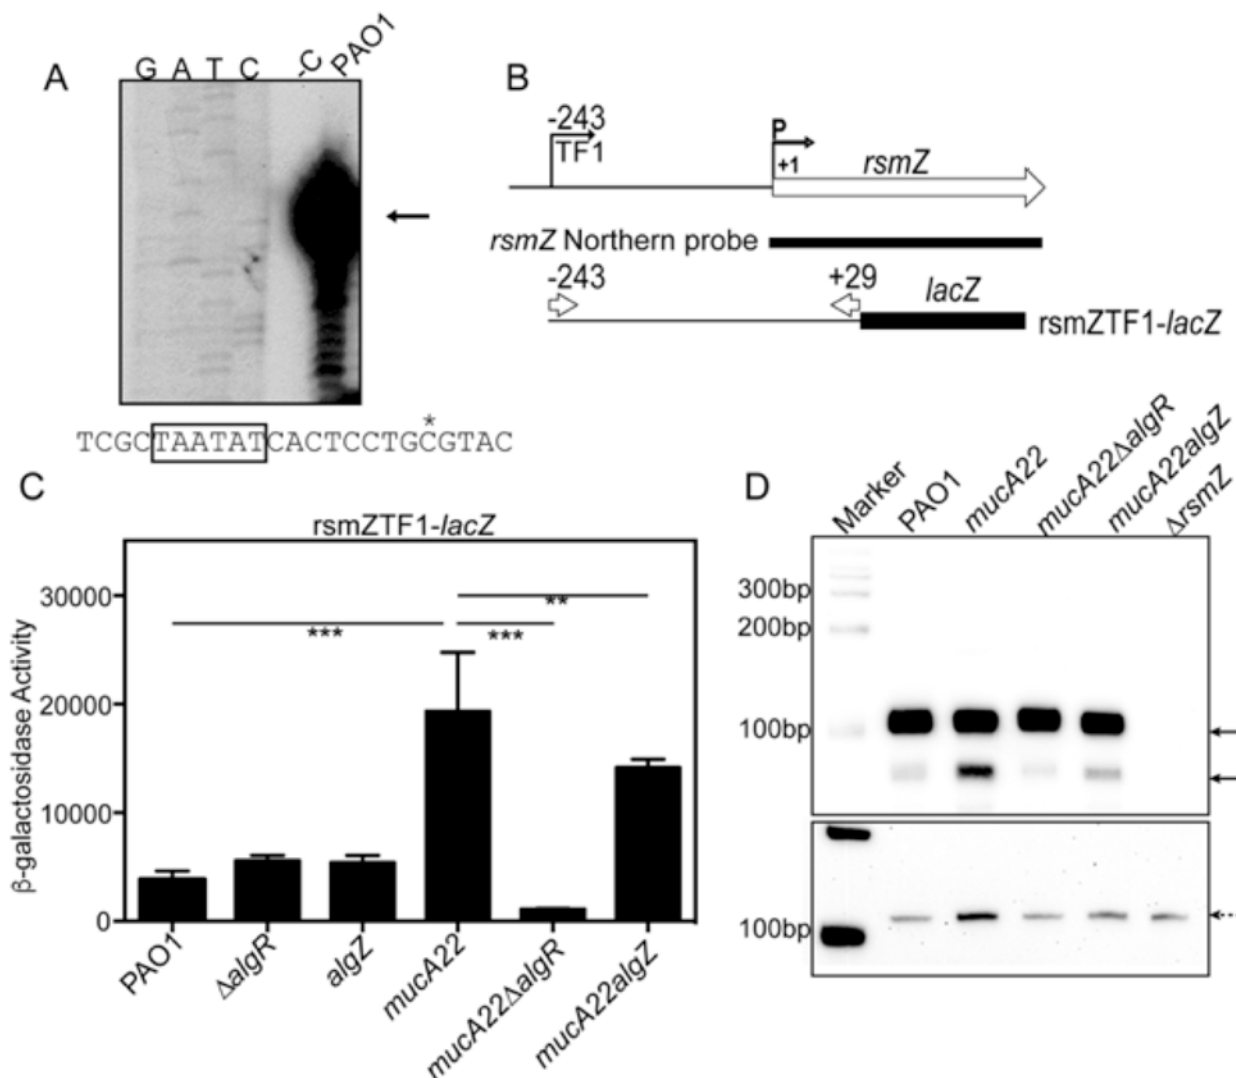 A
G A T C -C PAO1
TCGCTAATATCACTCCTGCGTAC
*
B
-243
TF1
P
+1
rsmZ
rsmZ Northern probe
-243
+29
lacZ
rsmZTF1-lacZ
C
rsmZTF1-lacZ
β-galactosidase Activity
30000
20000
10000
0
***
***
**
PAO1
ΔalgR
algZ
mucA22
mucA22ΔalgR
mucA22algZ
D
Marker
PAO1
mucA22
mucA22ΔalgR
mucA22algZ
ΔrsmZ
300bp
200bp
100bp
100bp